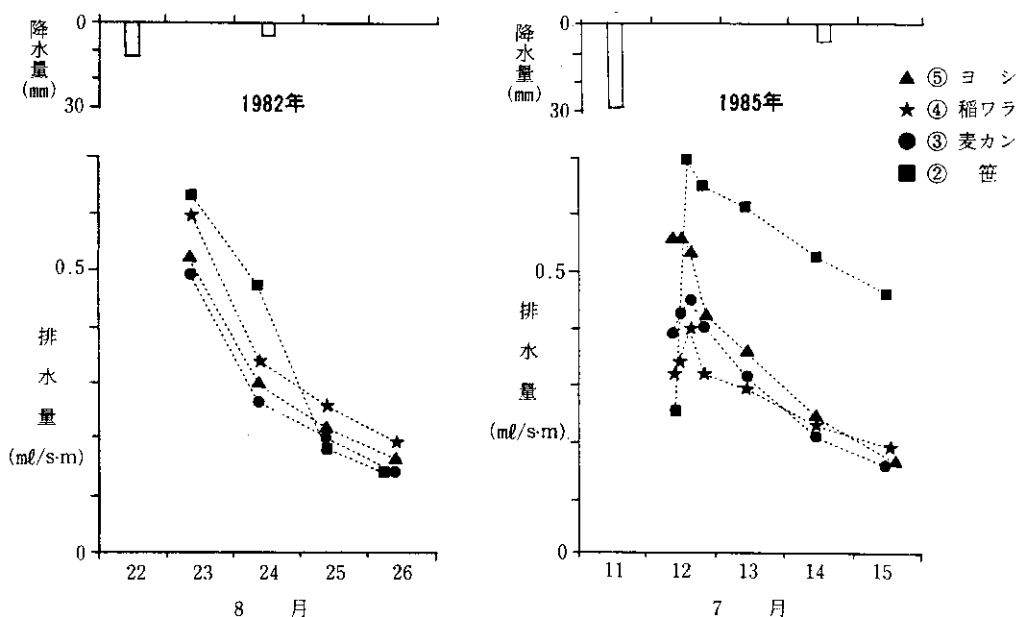 降水量
(mm)
0
30
1982年
0.5
0
排水量
(mℓ/s·m)
22 23 24 25 26
8 月
降水量
(mm)
0
30
1985年
▲ ⑤ ヨ シ
★ ④ 稲ワラ
● ③ 麦カン
■ ② 笹
0.5
0
排水量
(mℓ/s·m)
11 12 13 14 15
7 月